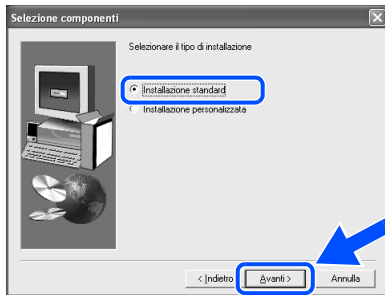 Selezione componenti
Selezionare il tipo di installazione
Installazione standard
Installazione personalizzata
< Indietro
Avanti >
Annulla